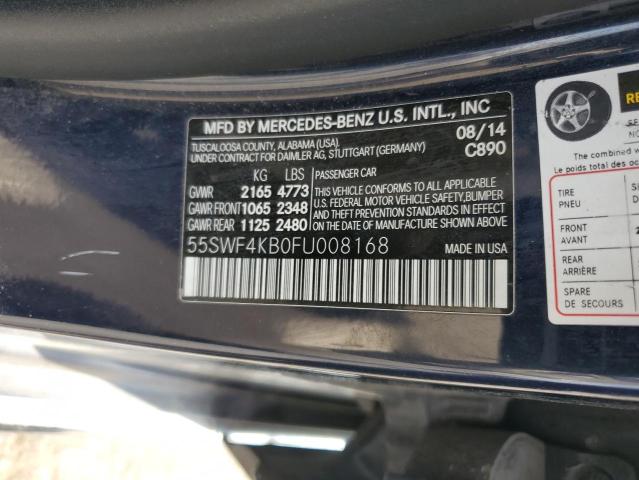 MFD BY MERCEDES-BENZ U.S. INTL., INC
TUSCALOOSA COUNTY, ALABAMA (USA). 08/14
UNDER CONTRACT FOR DAIMLER AG, STUTTGART (GERMANY) C890
KG LBS PASSENGER CAR
GVWR 2165 4773 THIS VEHICLE CONFORMS TO ALL APPLICABLE
GAWR FRONT 1065 2348 U.S. FEDERAL MOTOR VEHICLE SAFETY, BUMPER
AND THEFT PREVENTION STANDARDS IN EFFECT
GAWR REAR 1125 2480 ON THE DATE OF MANUFACTURE SHOWN ABOVE
55SWF4KB0FU008168 MADE IN USA
The combined w
Le poids total
TIRE
PNEU
FRONT
AVANT
REAR
ARRIÈRE
SPARE
DE SECOURS